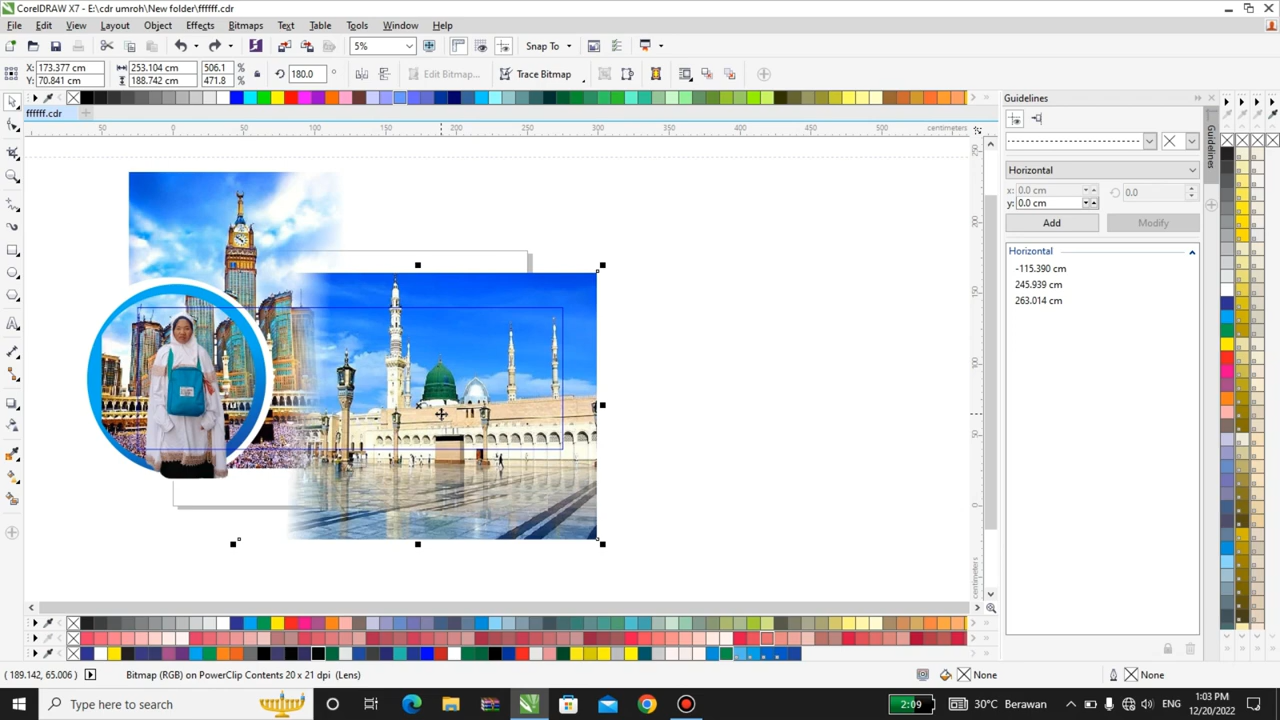 CorelDRAW X7 - E:\cdr umroh\New folder\ffffff.cdr
File Edit View Layout Object Effects Bitmaps Text Table Tools Window Help
5% Snap To
X: 173.377 cm 253.104 cm 506.1 % 180.0 ° Edit Bitmap... Trace Bitmap
Y: 70.841 cm 188.742 cm 471.8 %
ffffff.cdr
50 0 50 100 150 200 250 300 350 400 450 500 centimeters
Guidelines
Guidelines
Horizontal
x: 0.0 cm 0.0
y: 0.0 cm
Add Modify
Horizontal
-115.390 cm
245.939 cm
263.014 cm
centimeters
( 189.142, 65.006 ) Bitmap (RGB) on PowerClip Contents 20 x 21 dpi (Lens) None None
Type here to search 2:09 30°C Berawan ENG 1:03 PM
12/20/2022